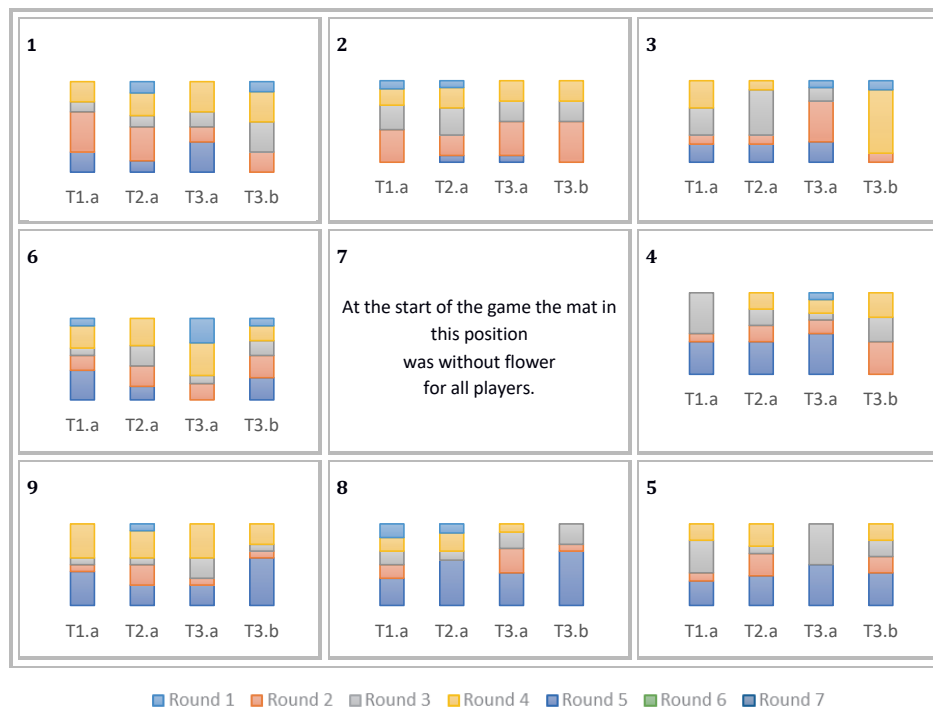 1
T1.a T2.a T3.a T3.b
2
T1.a T2.a T3.a T3.b
3
T1.a T2.a T3.a T3.b
6
T1.a T2.a T3.a T3.b
7
At the start of the game the mat in
this position
was without flower
for all players.
4
T1.a T2.a T3.a T3.b
9
T1.a T2.a T3.a T3.b
8
T1.a T2.a T3.a T3.b
5
T1.a T2.a T3.a T3.b
Round 1 Round 2 Round 3 Round 4 Round 5 Round 6 Round 7